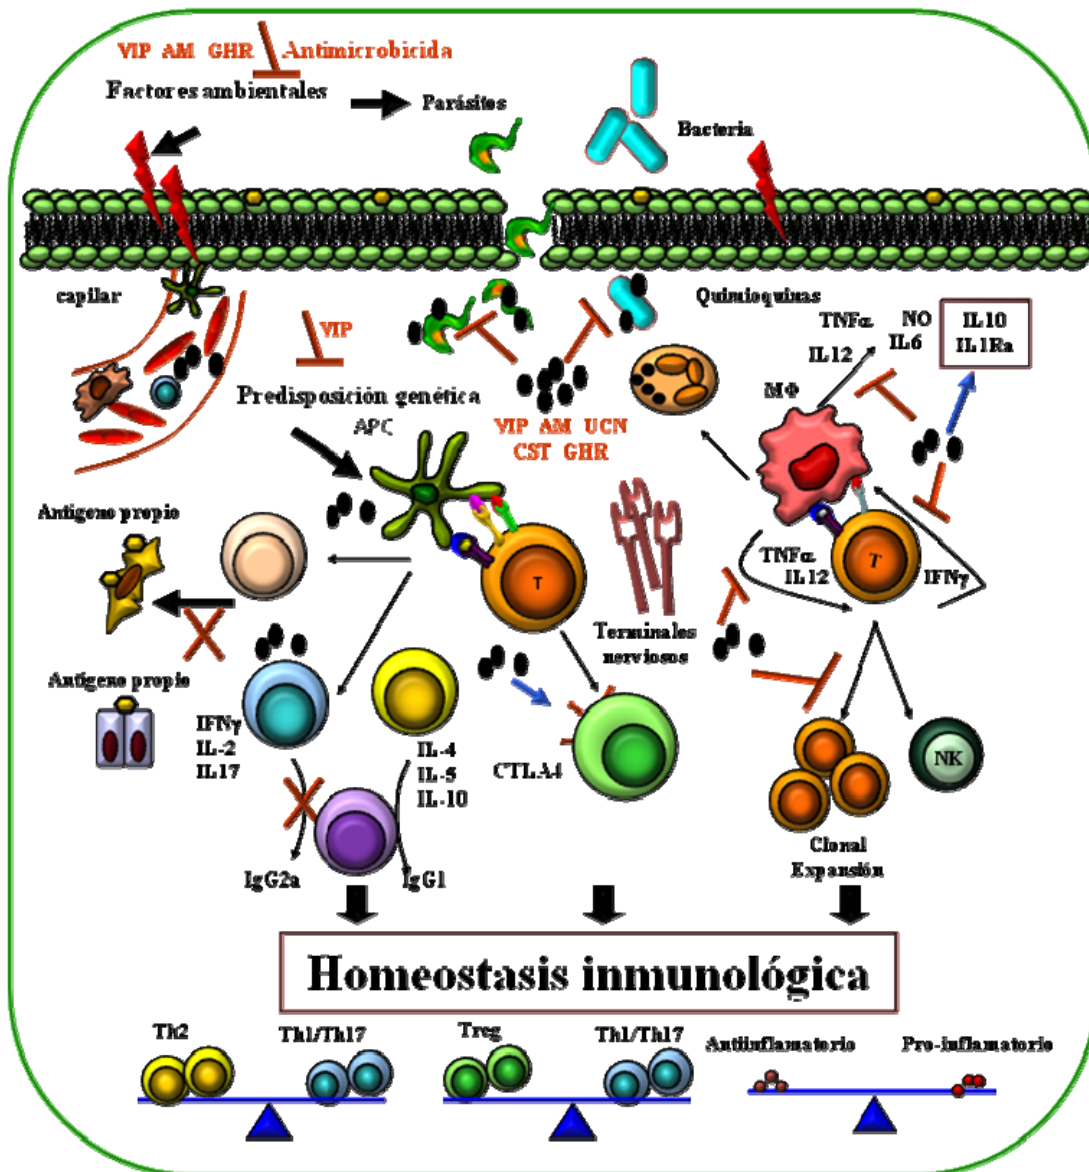 VIP AM GHR Antimicrobicida
Factores ambientales
Parásitos
Bacteria
capilar
VIP
Quimioquinas
TNFα NO
IL12 IL6
IL10
IL1Ra
Predisposición genética
APC
VIP AM UCN
CST GHR
MΦ
Antígeno propio
T
TNFα
IL12
T
IFNγ
Terminales
nerviosos
Antígeno propio
IFNγ
IL-2
IL17
IL-4
IL-5
IL-10
CTLA4
NK
Clonal
Expansión
IgG2a
IgG1
Homeostasis inmunológica
Th2
Th1/Th17
Treg
Th1/Th17
Antiinflamatorio
Pro-inflamatorio